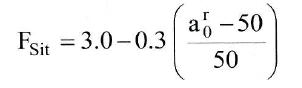 F_Sit = 3.0 – 0.3 ( (a_0^r – 50) / 50 )